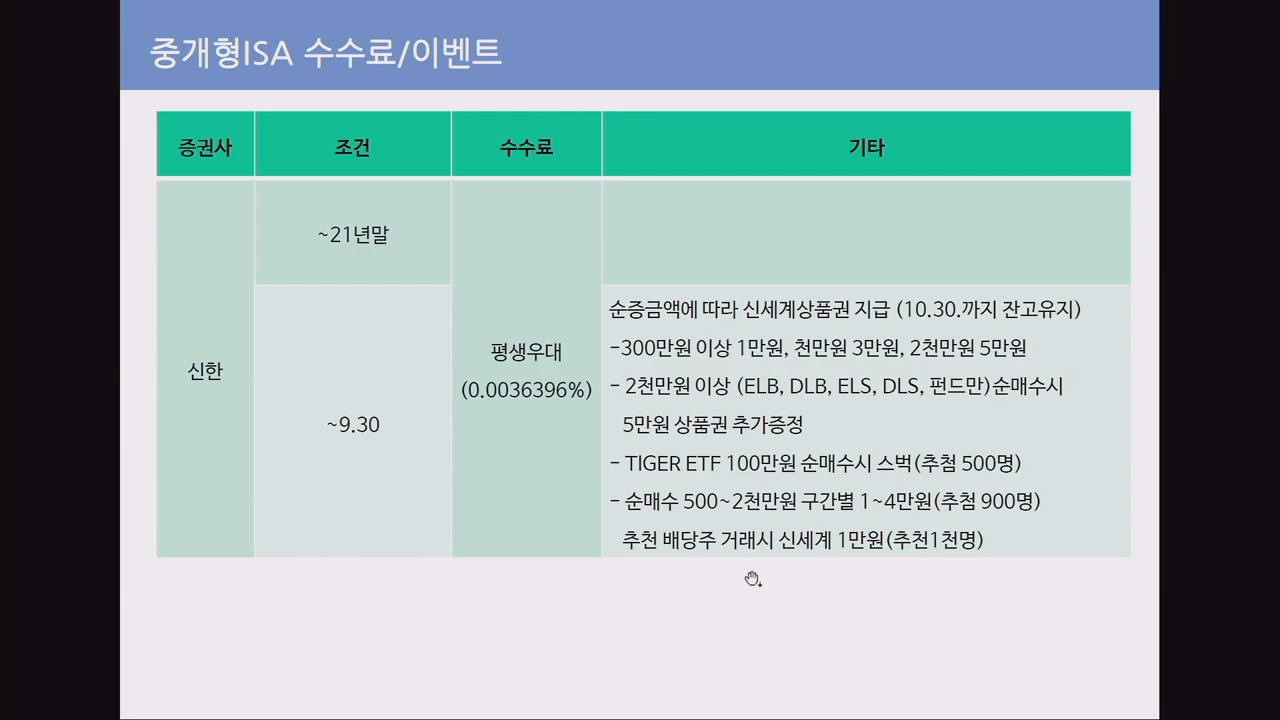 중개형ISA 수수료/이벤트
증권사 조건 수수료 기타
신한
~21년말
~9.30
평생우대
(0.0036396%)
순증금액에 따라 신세계상품권 지급 (10.30.까지 잔고유지)
-300만원 이상 1만원, 천만원 3만원, 2천만원 5만원
- 2천만원 이상 (ELB, DLB, ELS, DLS, 펀드만)순매수시
5만원 상품권 추가증정
- TIGER ETF 100만원 순매수시 스벅(추첨 500명)
- 순매수 500~2천만원 구간별 1~4만원(추첨 900명)
추천 배당주 거래시 신세계 1만원(추천1천명)